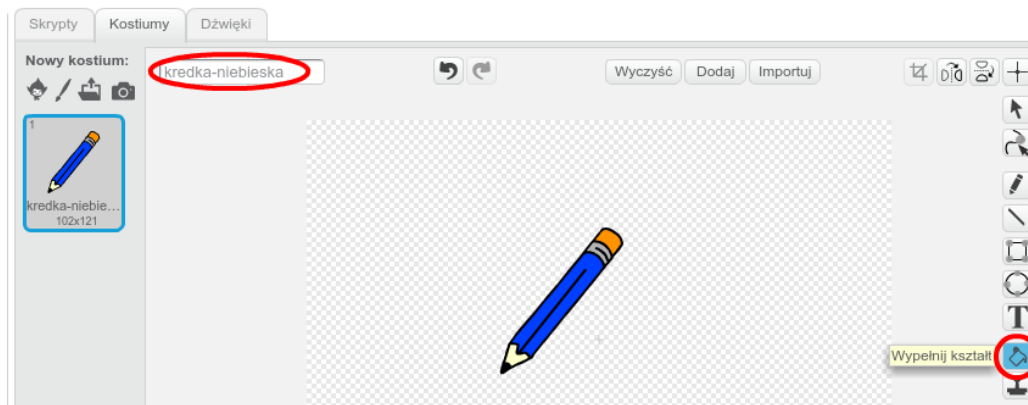 Skrypty Kostiumy Dźwięki
Nowy kostium:
kredka-niebieska
Wyczyść Dodaj Importuj
1
kredka-niebie...
102x121
T
Wypełnij kształt